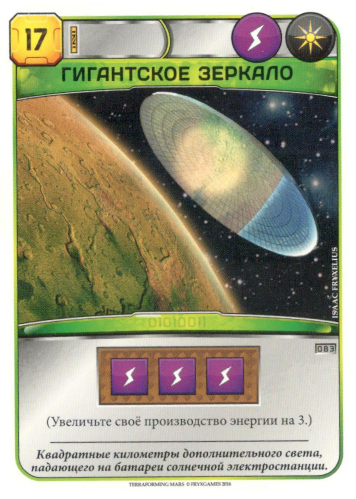 17
ГИГАНТСКОЕ ЗЕРКАЛО
ISAAC FRYXELIUS
01010011
083
(Увеличьте своё производство энергии на 3.)
Квадратные километры дополнительного света,
падающего на батареи солнечной электростанции.
TERRAFORMING MARS © FRYXGAMES 2016